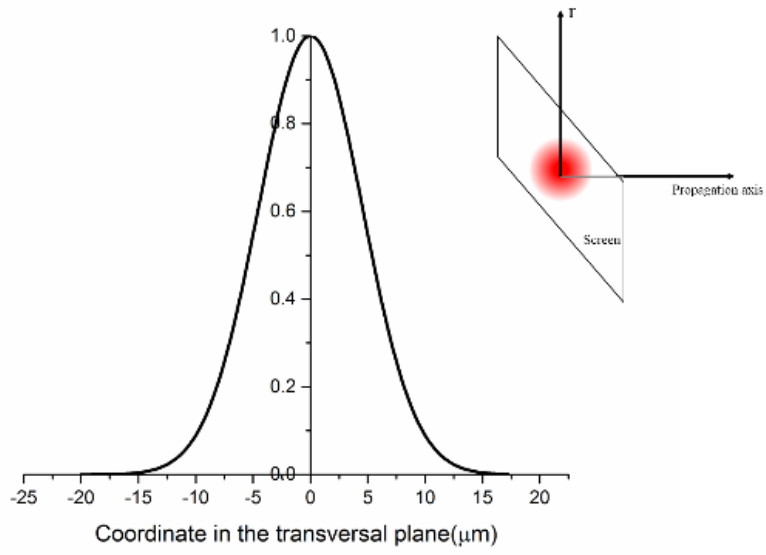 1.0
r
0.8
Propagation axis
0.6
Screen
0.4
0.2
0.0
-25 -20 -15 -10 -5 0 5 10 15 20
Coordinate in the transversal plane(μm)